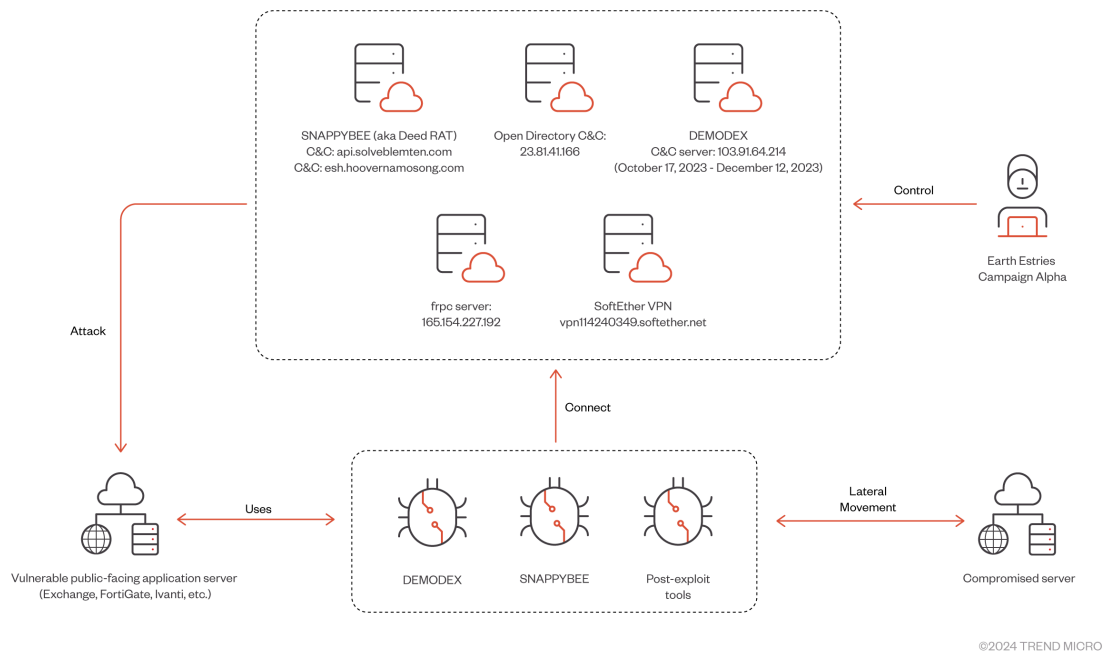 SNAPPYBEE (aka Deed RAT)
C&C: api.solveblemten.com
C&C: esh.hoovernamosong.com
Open Directory C&C:
23.81.41.166
DEMODEX
C&C server: 103.91.64.214
(October 17, 2023 - December 12, 2023)
Control
Earth Estries
Campaign Alpha
frpc server:
165.154.227.192
SoftEther VPN
vpn114240349.softether.net
Attack
Connect
Uses
Lateral
Movement
Vulnerable public-facing application server
(Exchange, FortiGate, Ivanti, etc.)
DEMODEX
SNAPPYBEE
Post-exploit
tools
Compromised server
©2024 TREND MICRO